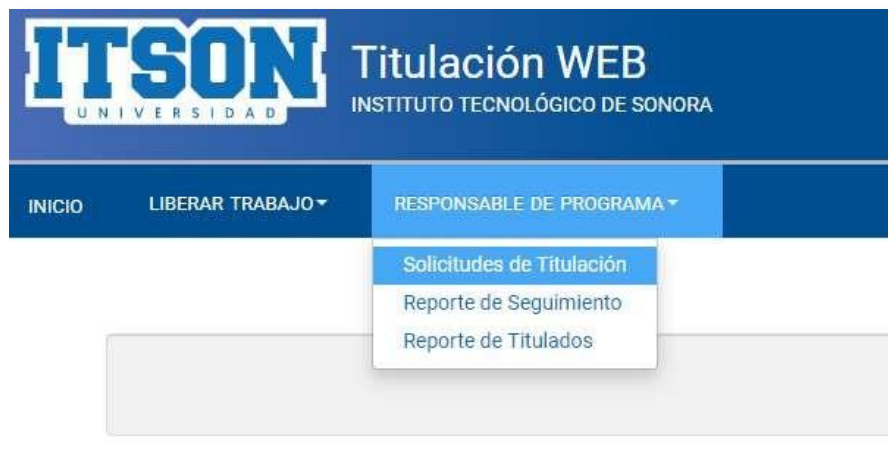 ITSON
UNIVERSIDAD
Titulación WEB
INSTITUTO TECNOLÓGICO DE SONORA
INICIO LIBERAR TRABAJO RESPONSABLE DE PROGRAMA
Solicitudes de Titulación
Reporte de Seguimiento
Reporte de Titulados